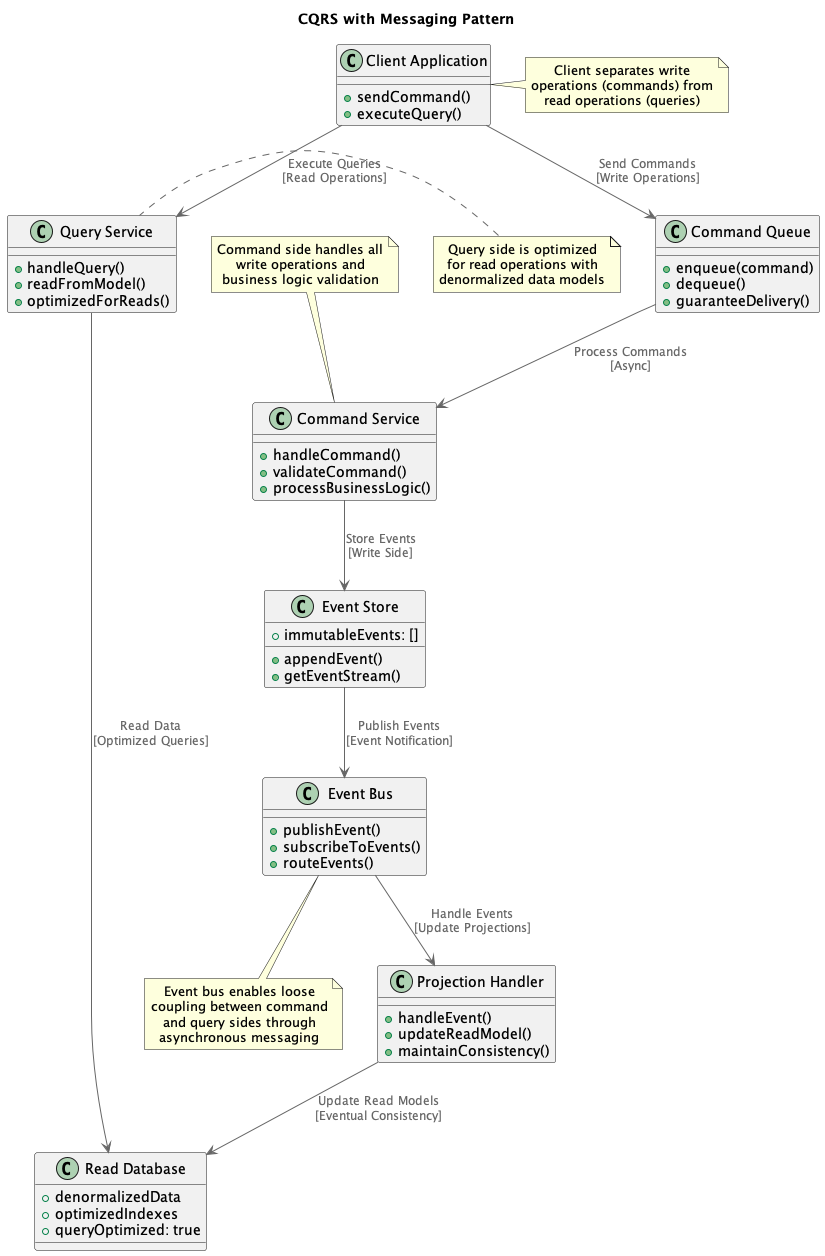 CQRS with Messaging Pattern
C Client Application
sendCommand()
executeQuery()
Client separates write
operations (commands) from
read operations (queries)
Execute Queries
[Read Operations]
Send Commands
[Write Operations]
C Query Service
handleQuery()
readFromModel()
optimizedForReads()
Command side handles all
write operations and
business logic validation
Query side is optimized
for read operations with
denormalized data models
C Command Queue
enqueue(command)
dequeue()
guaranteeDelivery()
Process Commands
[Async]
C Command Service
handleCommand()
validateCommand()
processBusinessLogic()
Store Events
[Write Side]
C Event Store
immutableEvents: []
appendEvent()
getEventStream()
Read Data
[Optimized Queries]
Publish Events
[Event Notification]
C Event Bus
publishEvent()
subscribeToEvents()
routeEvents()
Handle Events
[Update Projections]
Event bus enables loose
coupling between command
and query sides through
asynchronous messaging
C Projection Handler
handleEvent()
updateReadModel()
maintainConsistency()
Update Read Models
[Eventual Consistency]
C Read Database
denormalizedData
optimizedIndexes
queryOptimized: true